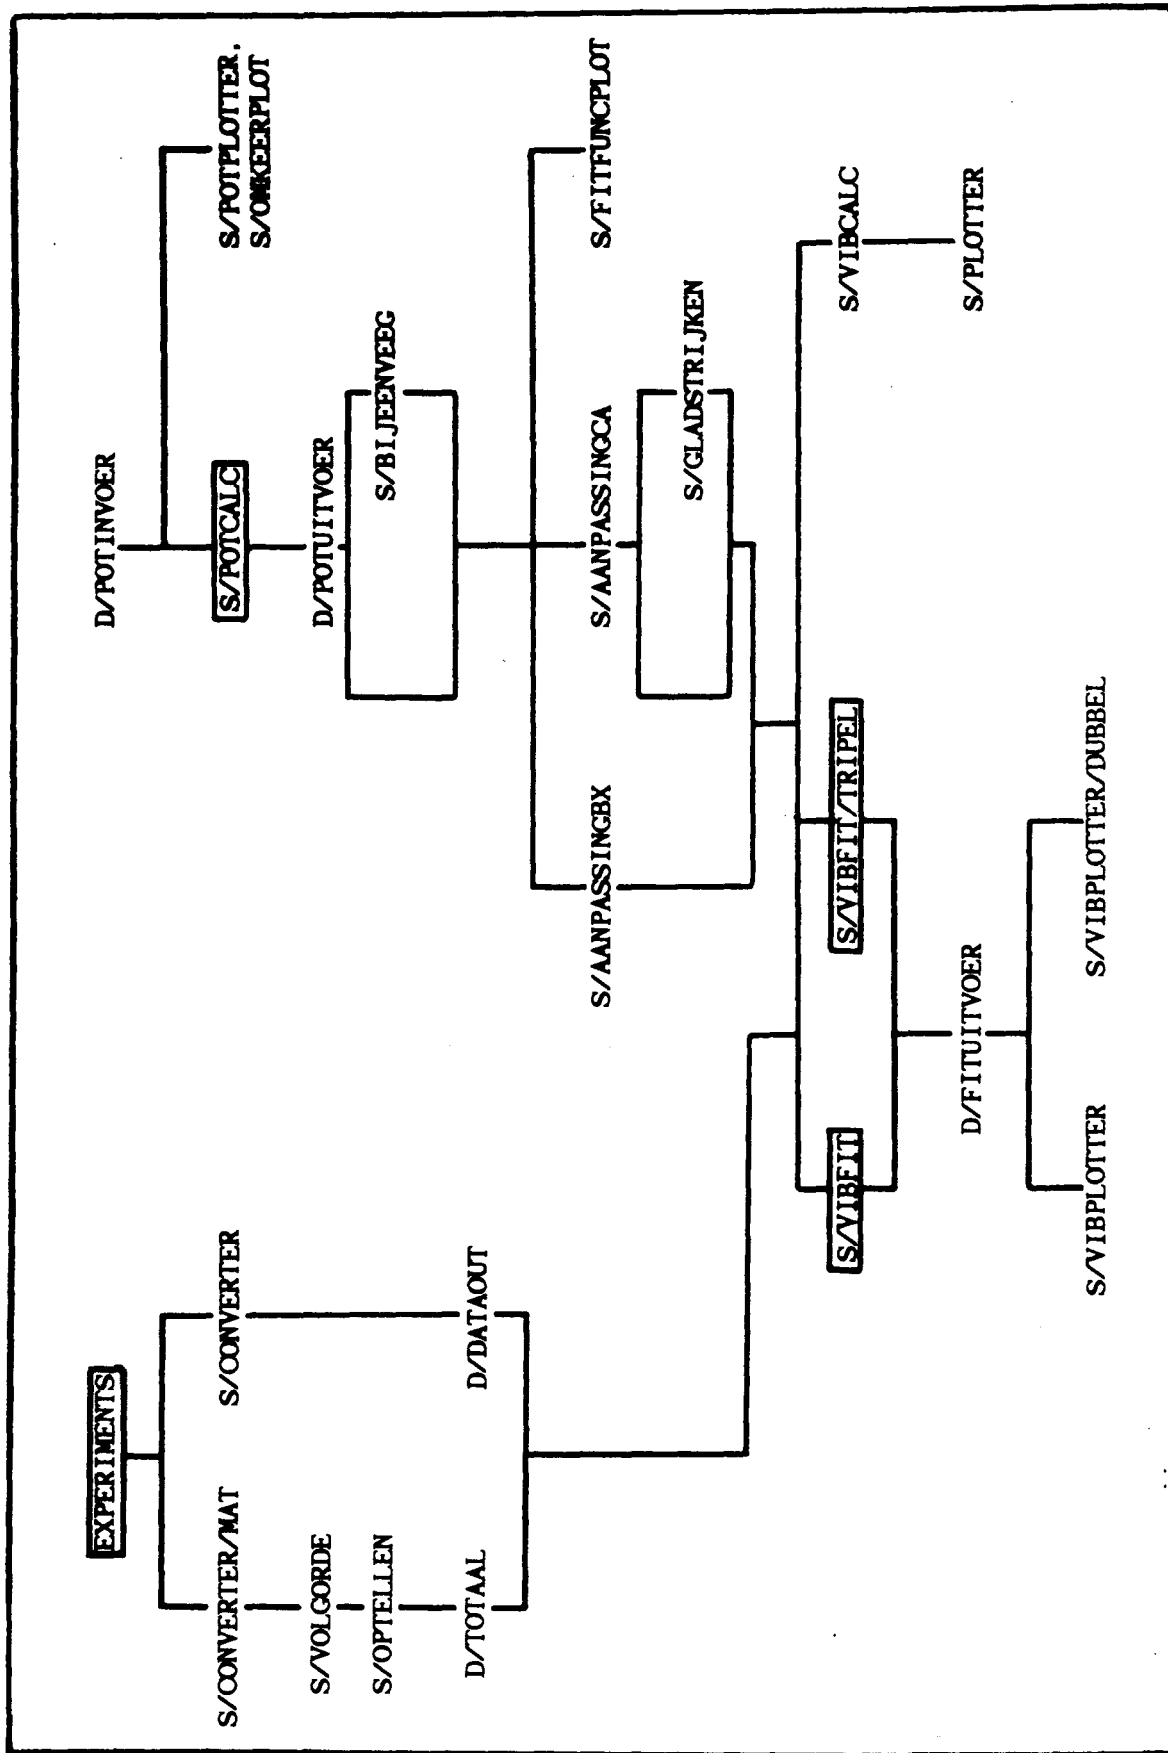 EXPERIMENTS
D/POTINVOER
S/CONVERTER/MAT
S/CONVERTER
S/POTCALC
S/POTPLOTTER.
S/OMKEERPLOT
S/VOLGORDE
D/POTUITVOER
S/OPTELLEN
S/BIJEENVEEG
D/TOTAAL
D/DATAOUT
S/AANPASSINGBX
S/AANPASSINGCA
S/FITFUNCPLOT
S/GLADSTRIJKEN
S/VIBFIT
S/VIBFIT/TRIPEL
S/VIBCALC
D/FITUITVOER
S/PLOTTER
S/VIBPLOTTER
S/VIBPLOTTER/DUBBEL